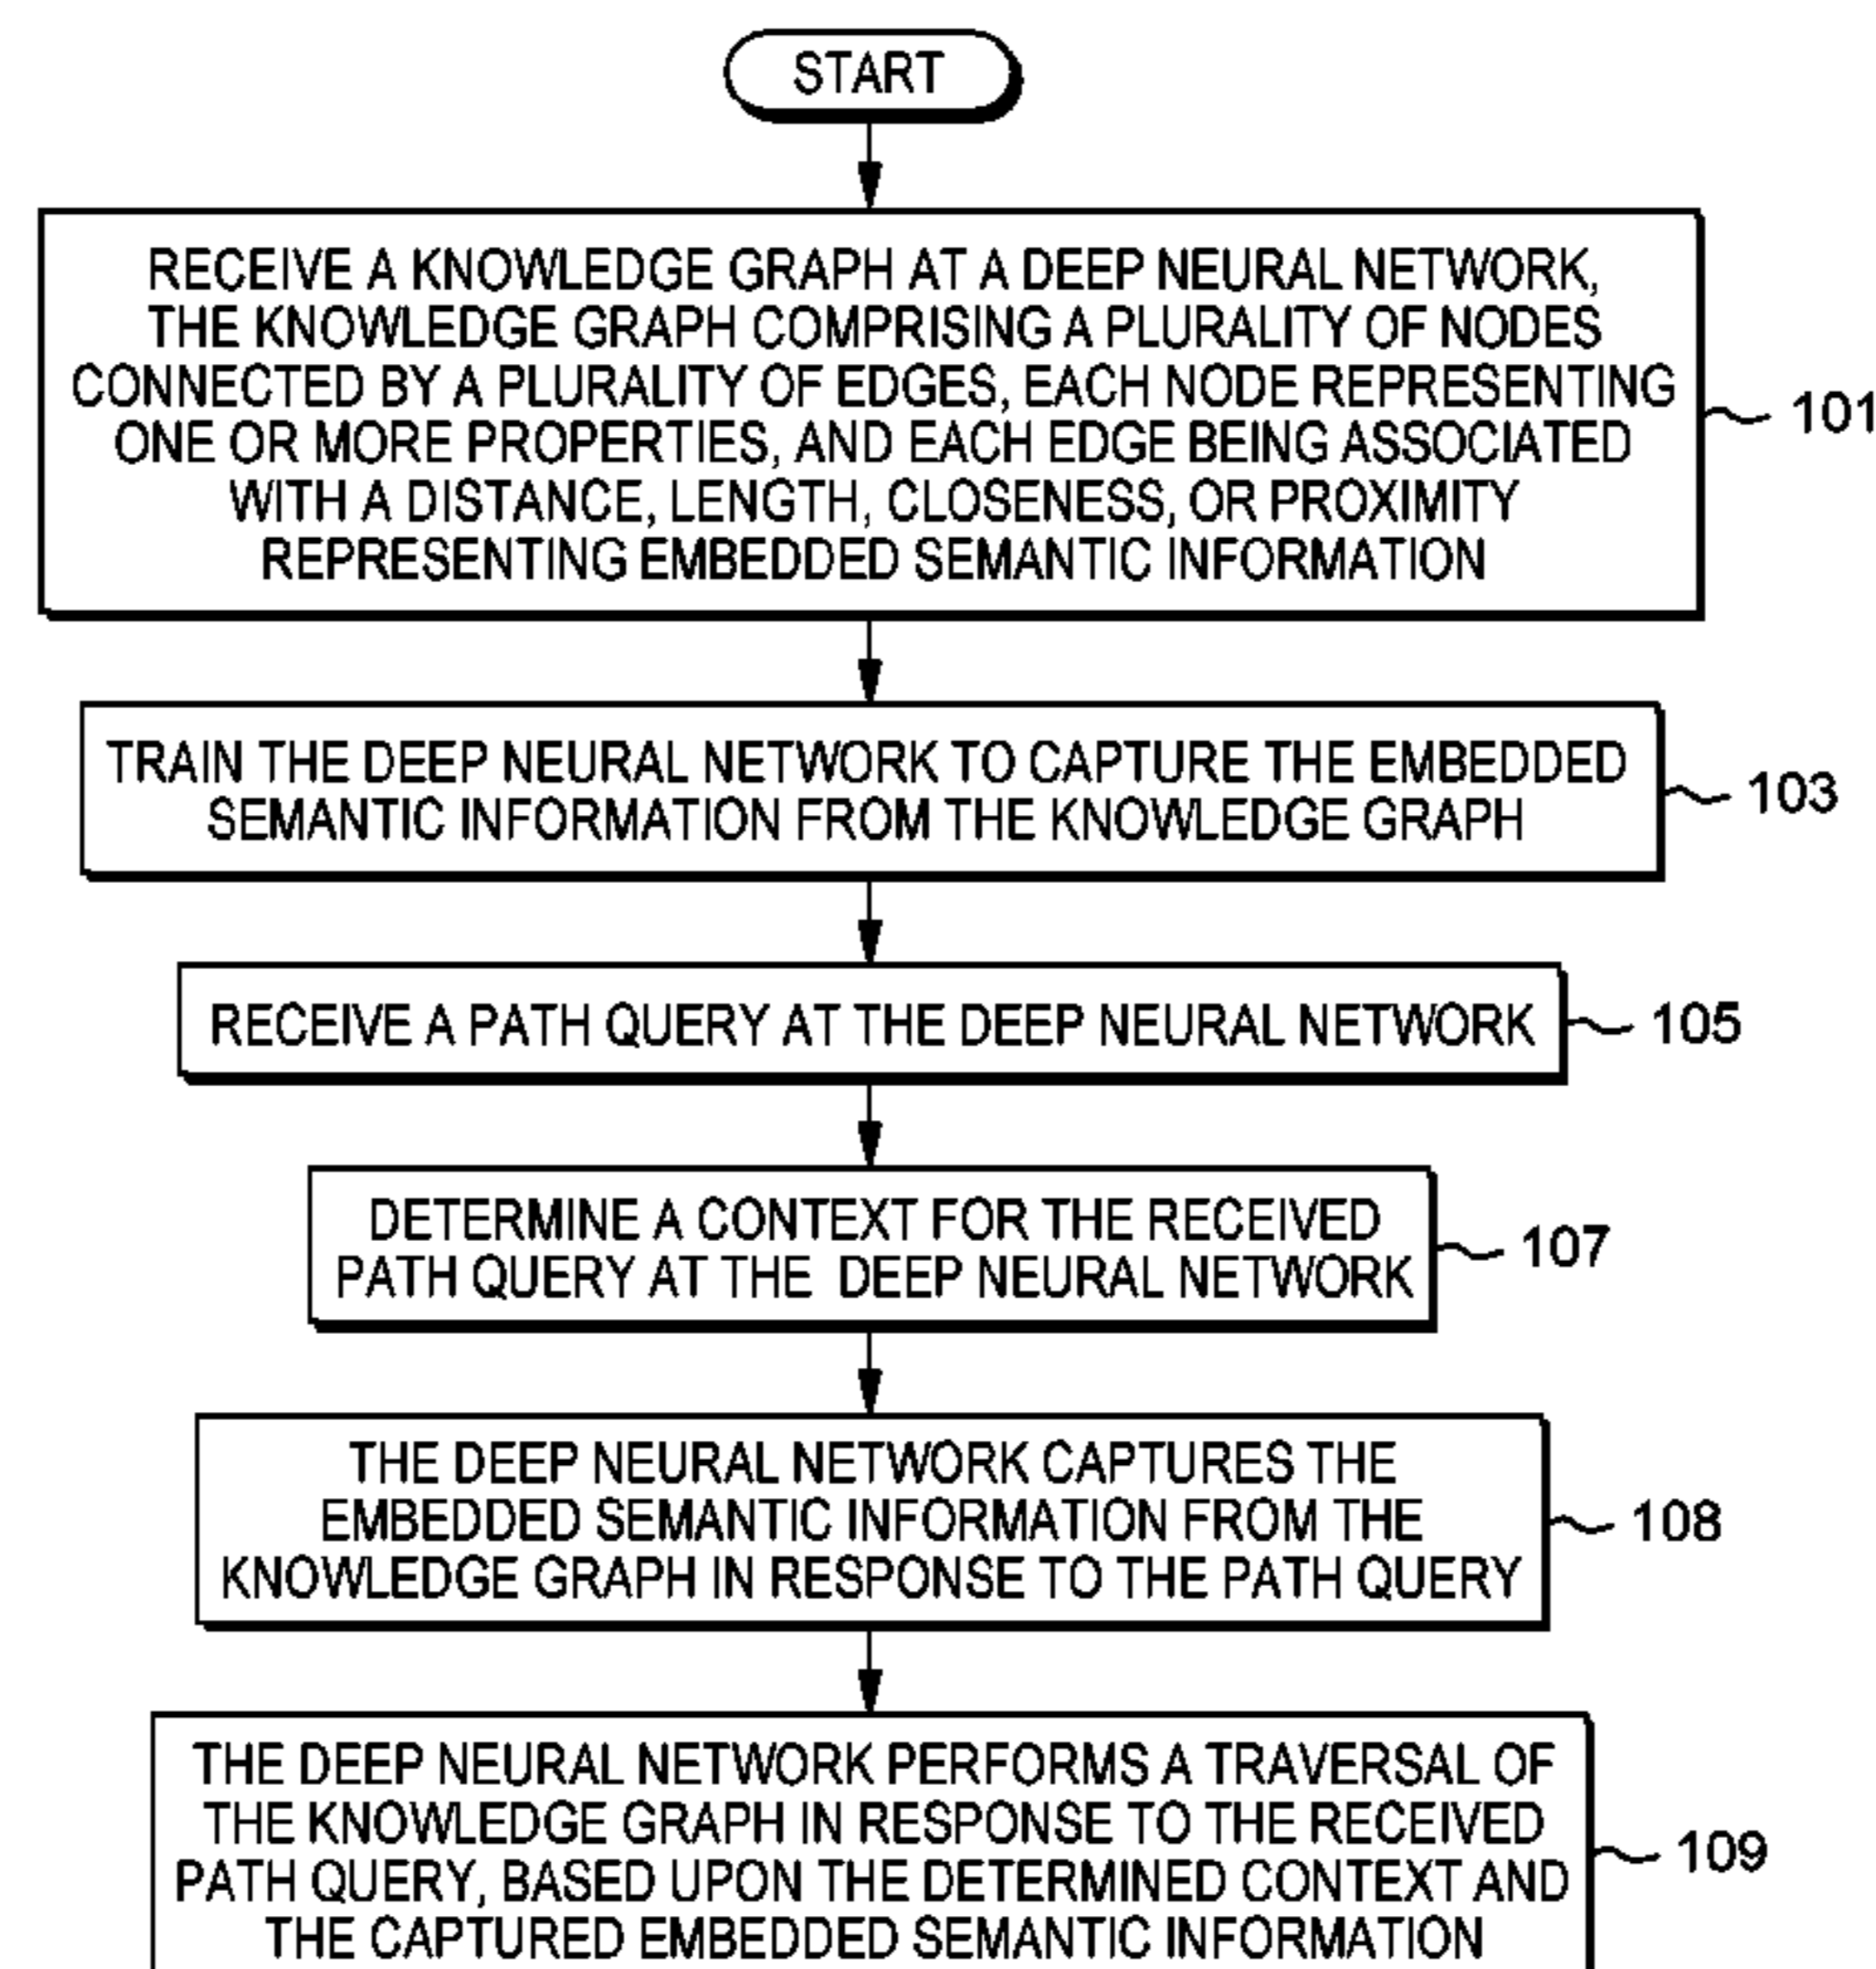 START
RECEIVE A KNOWLEDGE GRAPH AT A DEEP NEURAL NETWORK,
THE KNOWLEDGE GRAPH COMPRISING A PLURALITY OF NODES
CONNECTED BY A PLURALITY OF EDGES, EACH NODE REPRESENTING
ONE OR MORE PROPERTIES, AND EACH EDGE BEING ASSOCIATED
WITH A DISTANCE, LENGTH, CLOSENESS, OR PROXIMITY
REPRESENTING EMBEDDED SEMANTIC INFORMATION
101
TRAIN THE DEEP NEURAL NETWORK TO CAPTURE THE EMBEDDED
SEMANTIC INFORMATION FROM THE KNOWLEDGE GRAPH
103
RECEIVE A PATH QUERY AT THE DEEP NEURAL NETWORK
105
DETERMINE A CONTEXT FOR THE RECEIVED
PATH QUERY AT THE DEEP NEURAL NETWORK
107
THE DEEP NEURAL NETWORK CAPTURES THE
EMBEDDED SEMANTIC INFORMATION FROM THE
KNOWLEDGE GRAPH IN RESPONSE TO THE PATH QUERY
108
THE DEEP NEURAL NETWORK PERFORMS A TRAVERSAL OF
THE KNOWLEDGE GRAPH IN RESPONSE TO THE RECEIVED
PATH QUERY, BASED UPON THE DETERMINED CONTEXT AND
THE CAPTURED EMBEDDED SEMANTIC INFORMATION
109